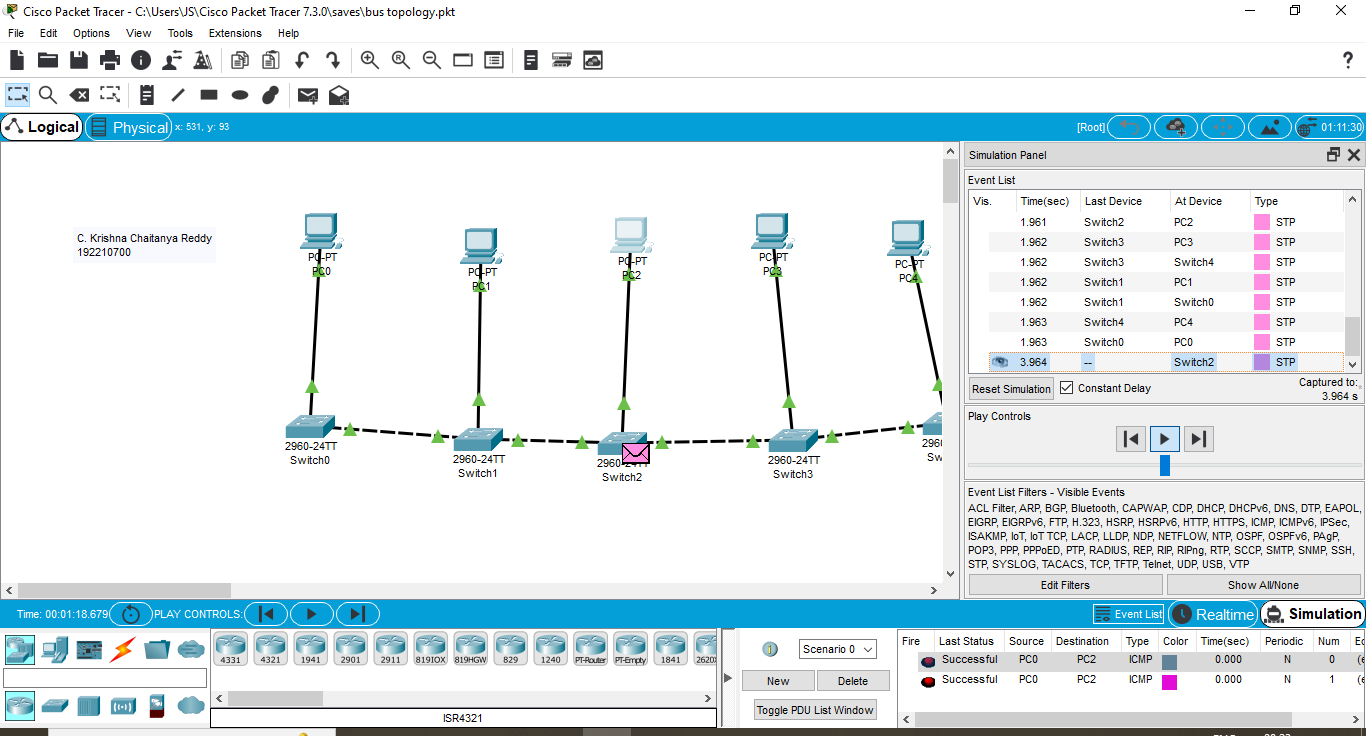 Cisco Packet Tracer - C:\Users\JS\Cisco Packet Tracer 7.3.0\saves\bus topology.pkt
File Edit Options View Tools Extensions Help
Logical Physical x: 531, y: 93 [Root] 01:11:30
C. Krishna Chaitanya Reddy
192210700
PC-PT
PC0
PC-PT
PC1
PC-PT
PC2
PC-PT
PC3
PC-PT
PC4
2960-24TT
Switch0
2960-24TT
Switch1
2960-24TT
Switch2
2960-24TT
Switch3
Simulation Panel
Event List
Vis. Time(sec) Last Device At Device Type
1.961 Switch2 PC2 STP
1.962 Switch3 PC3 STP
1.962 Switch3 Switch4 STP
1.962 Switch1 PC1 STP
1.962 Switch1 Switch0 STP
1.963 Switch4 PC4 STP
1.963 Switch0 PC0 STP
3.964 -- Switch2 STP
Reset Simulation Constant Delay Captured to:
3.964 s
Play Controls
Event List Filters - Visible Events
ACL Filter, ARP, BGP, Bluetooth, CAPWAP, CDP, DHCP, DHCPv6, DNS, DTP, EAPOL,
EIGRP, EIGRPv6, FTP, H.323, HSRP, HSRPv6, HTTP, HTTPS, ICMP, ICMPv6, IPSec,
ISAKMP, IoT, IoT TCP, LACP, LLDP, NDP, NETFLOW, NTP, OSPF, OSPFv6, PAgP,
POP3, PPP, PPPoED, PTP, RADIUS, REP, RIP, RIPng, RTP, SCCP, SMTP, SNMP, SSH,
STP, SYSLOG, TACACS, TCP, TFTP, Telnet, UDP, USB, VTP
Edit Filters Show All/None
Time: 00:01:18.679 PLAY CONTROLS: Event List Realtime Simulation
4331 4321 1941 2901 2911 819IOX 819HGW 829 1240 PT-Router PT-Empty 1841 2620X
ISR4321
Scenario 0
New Delete
Toggle PDU List Window
Fire Last Status Source Destination Type Color Time(sec) Periodic Num
Successful PC0 PC2 ICMP 0.000 N 0
Successful PC0 PC2 ICMP 0.000 N 1